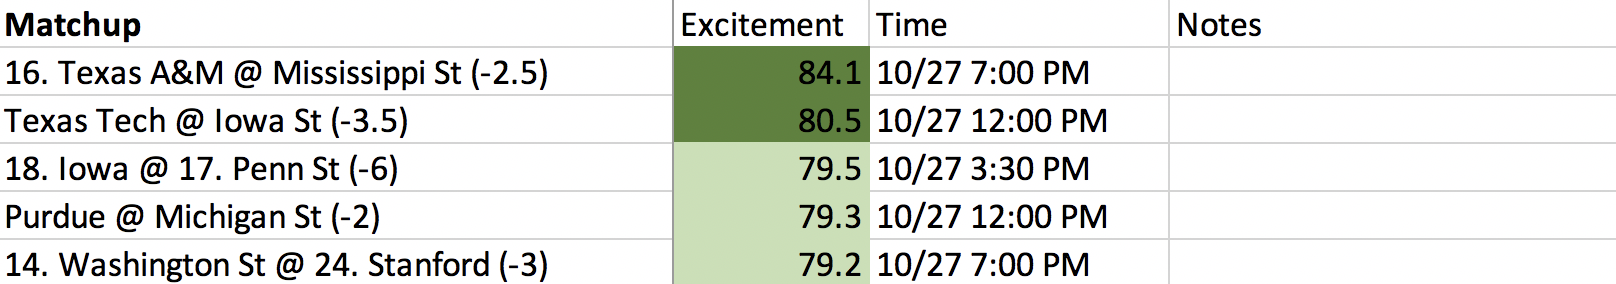 Matchup Excitement Time Notes
16. Texas A&M @ Mississippi St (-2.5) 84.1 10/27 7:00 PM
Texas Tech @ Iowa St (-3.5) 80.5 10/27 12:00 PM
18. Iowa @ 17. Penn St (-6) 79.5 10/27 3:30 PM
Purdue @ Michigan St (-2) 79.3 10/27 12:00 PM
14. Washington St @ 24. Stanford (-3) 79.2 10/27 7:00 PM